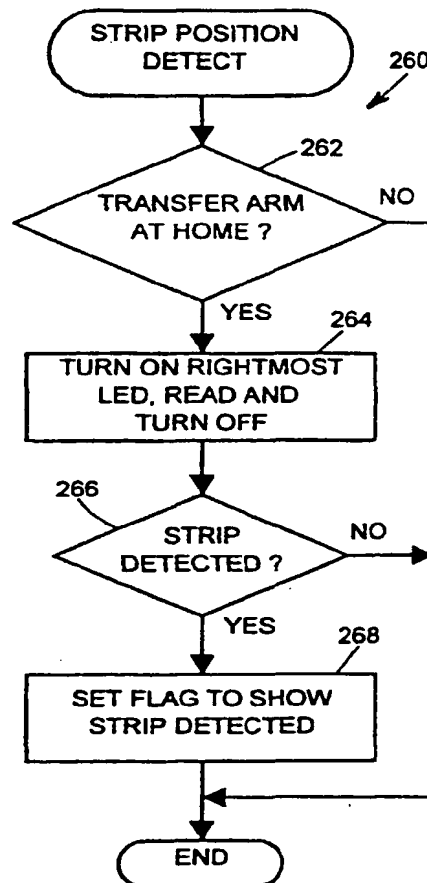 STRIP POSITION
DETECT
260
262
TRANSFER ARM
AT HOME ?
NO
YES
264
TURN ON RIGHTMOST
LED, READ AND
TURN OFF
266
STRIP
DETECTED ?
NO
YES
268
SET FLAG TO SHOW
STRIP DETECTED
END